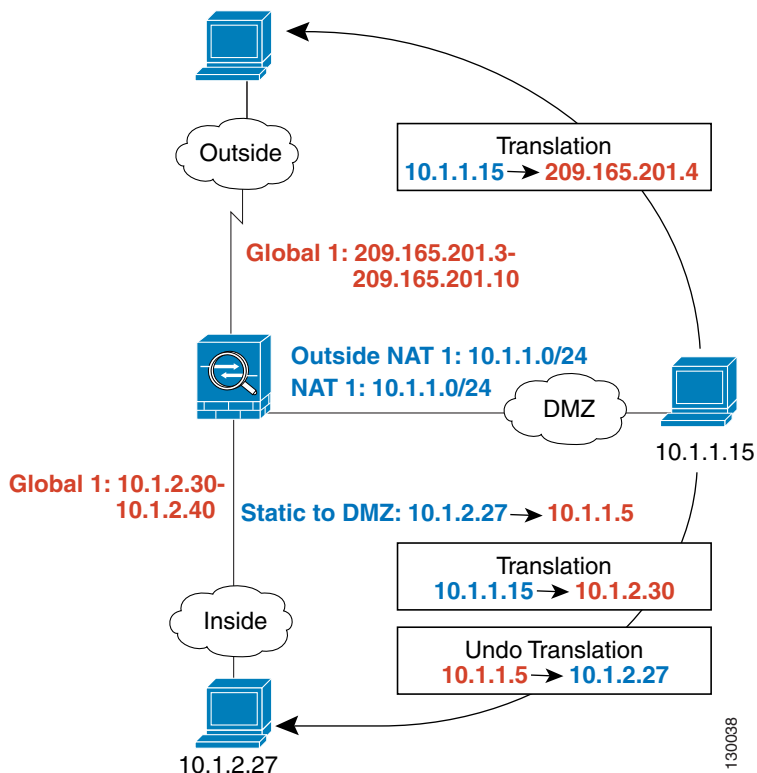 Outside
Translation
10.1.1.15 → 209.165.201.4
Global 1: 209.165.201.3-
209.165.201.10
Outside NAT 1: 10.1.1.0/24
NAT 1: 10.1.1.0/24
DMZ
10.1.1.15
Global 1: 10.1.2.30-
10.1.2.40
Static to DMZ: 10.1.2.27 → 10.1.1.5
Translation
10.1.1.15 → 10.1.2.30
Inside
Undo Translation
10.1.1.5 → 10.1.2.27
10.1.2.27
130038